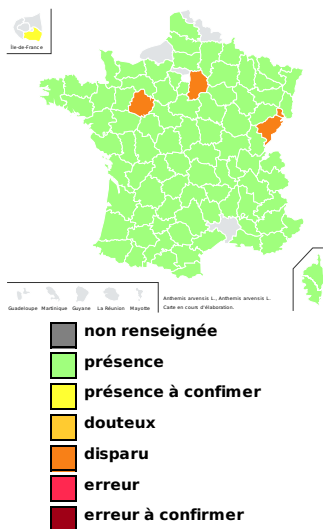 Île-de-France
Guadeloupe Martinique Guyane La Réunion Mayotte
Anthemis arvensis L., Anthemis arvensis L.
Carte en cours d'élaboration.
non renseignée
présence
présence à confimer
douteux
disparu
erreur
erreur à confirmer